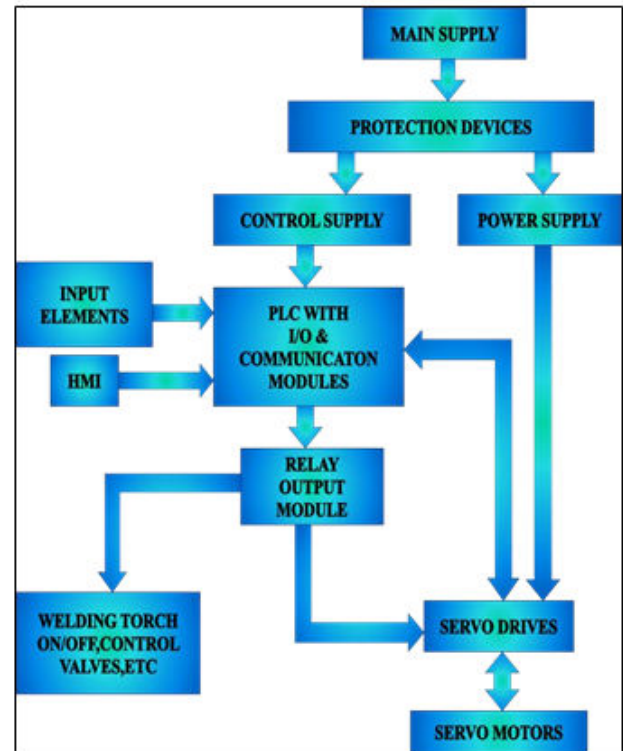 MAIN SUPPLY
PROTECTION DEVICES
CONTROL SUPPLY
POWER SUPPLY
INPUT
ELEMENTS
PLC WITH
I/O &
COMMUNICATON
MODULES
HMI
RELAY
OUTPUT
MODULE
WELDING TORCH
ON/OFF,CONTROL
VALVES,ETC
SERVO DRIVES
SERVO MOTORS